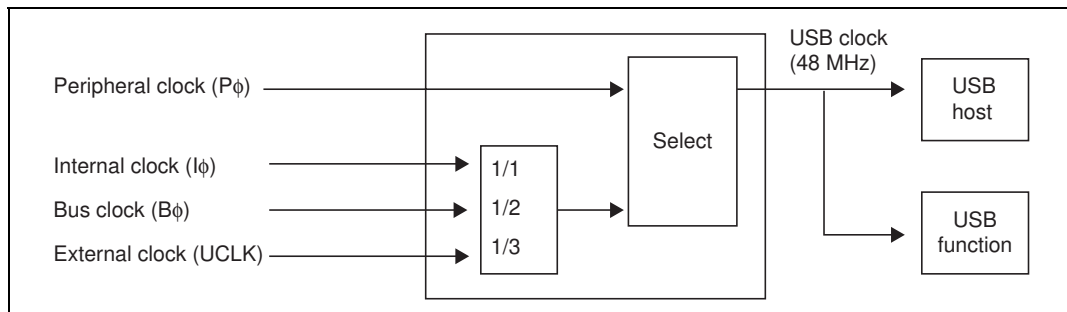 USB clock
(48 MHz)
Peripheral clock (Pϕ)
USB
host
Select
Internal clock (Iϕ)
1/1
Bus clock (Bϕ)
1/2
External clock (UCLK)
1/3
USB
function